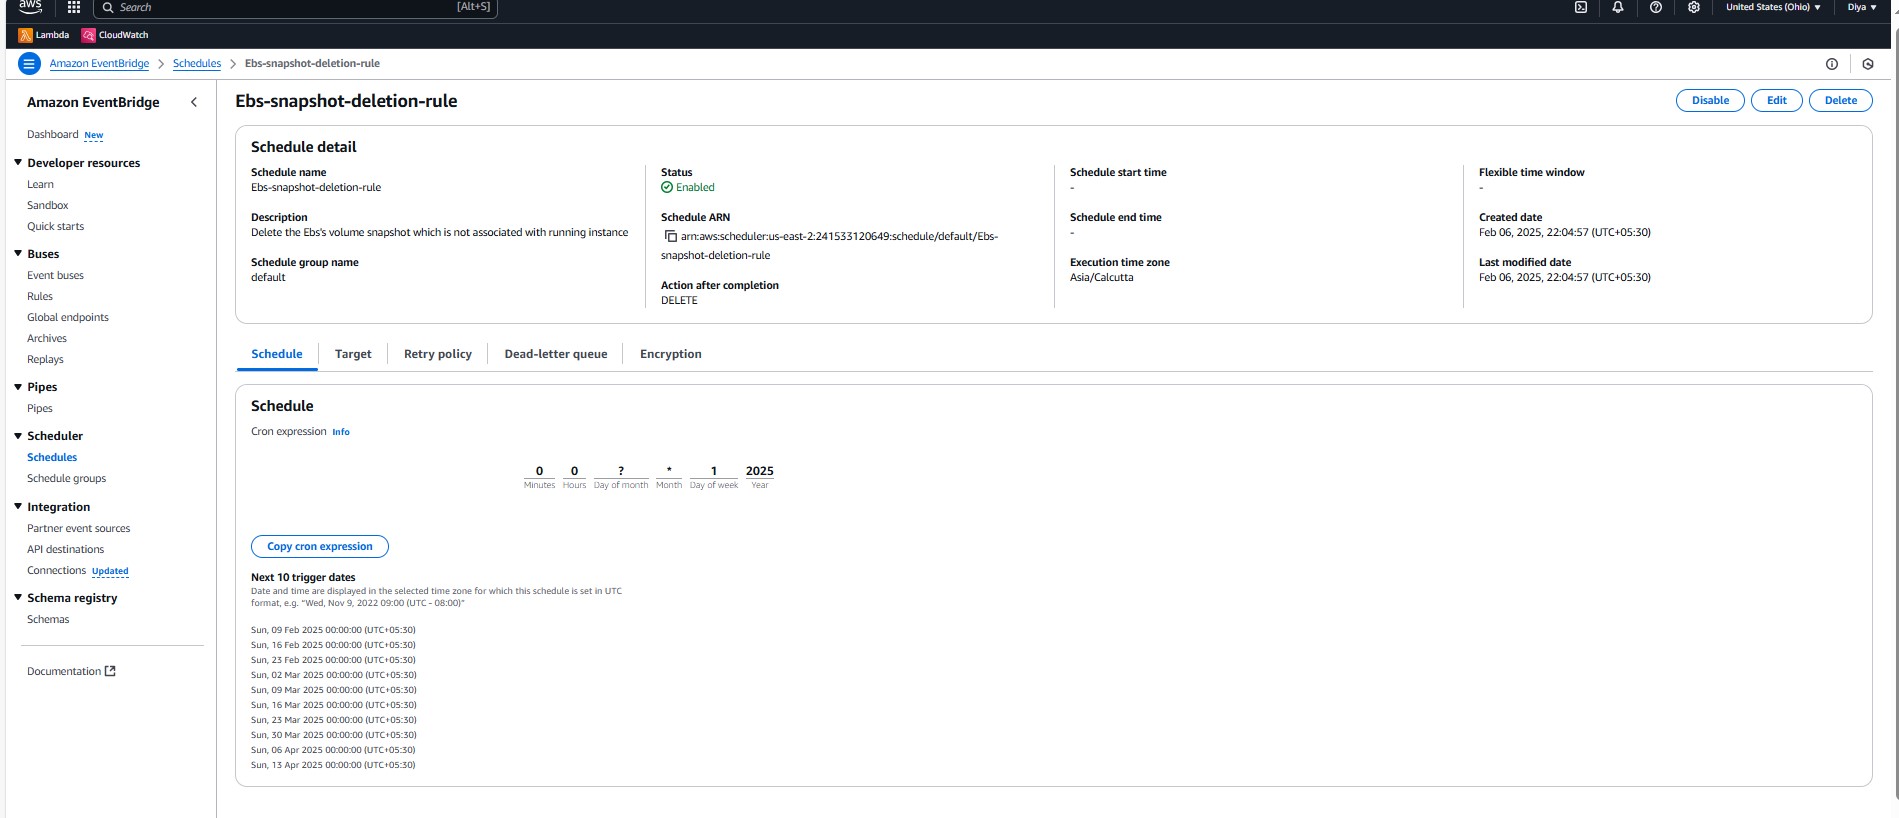 aws
Search
[Alt+S]
United States (Ohio)
Diya
Lambda
CloudWatch
Amazon EventBridge
Schedules
Ebs-snapshot-deletion-rule
Amazon EventBridge
Dashboard New
Developer resources
Learn
Sandbox
Quick starts
Buses
Event buses
Rules
Global endpoints
Archives
Replays
Pipes
Pipes
Scheduler
Schedules
Schedule groups
Integration
Partner event sources
API destinations
Connections Updated
Schema registry
Schemas
Documentation
Ebs-snapshot-deletion-rule
Disable
Edit
Delete
Schedule detail
Schedule name
Ebs-snapshot-deletion-rule
Description
Delete the Ebs's volume snapshot which is not associated with running instance
Schedule group name
default
Status
Enabled
Schedule ARN
arn:aws:scheduler:us-east-2:241533120649:schedule/default/Ebs-
snapshot-deletion-rule
Action after completion
DELETE
Schedule start time
-
Schedule end time
-
Execution time zone
Asia/Calcutta
Flexible time window
-
Created date
Feb 06, 2025, 22:04:57 (UTC+05:30)
Last modified date
Feb 06, 2025, 22:04:57 (UTC+05:30)
Schedule
Target
Retry policy
Dead-letter queue
Encryption
Schedule
Cron expression Info
0 0 ? * 1 2025
Minutes Hours Day of month Month Day of week Year
Copy cron expression
Next 10 trigger dates
Date and time are displayed in the selected time zone for which this schedule is set in UTC
format, e.g. "Wed, Nov 9, 2022 09:00 (UTC - 08:00)"
Sun, 09 Feb 2025 00:00:00 (UTC+05:30)
Sun, 16 Feb 2025 00:00:00 (UTC+05:30)
Sun, 23 Feb 2025 00:00:00 (UTC+05:30)
Sun, 02 Mar 2025 00:00:00 (UTC+05:30)
Sun, 09 Mar 2025 00:00:00 (UTC+05:30)
Sun, 16 Mar 2025 00:00:00 (UTC+05:30)
Sun, 23 Mar 2025 00:00:00 (UTC+05:30)
Sun, 30 Mar 2025 00:00:00 (UTC+05:30)
Sun, 06 Apr 2025 00:00:00 (UTC+05:30)
Sun, 13 Apr 2025 00:00:00 (UTC+05:30)